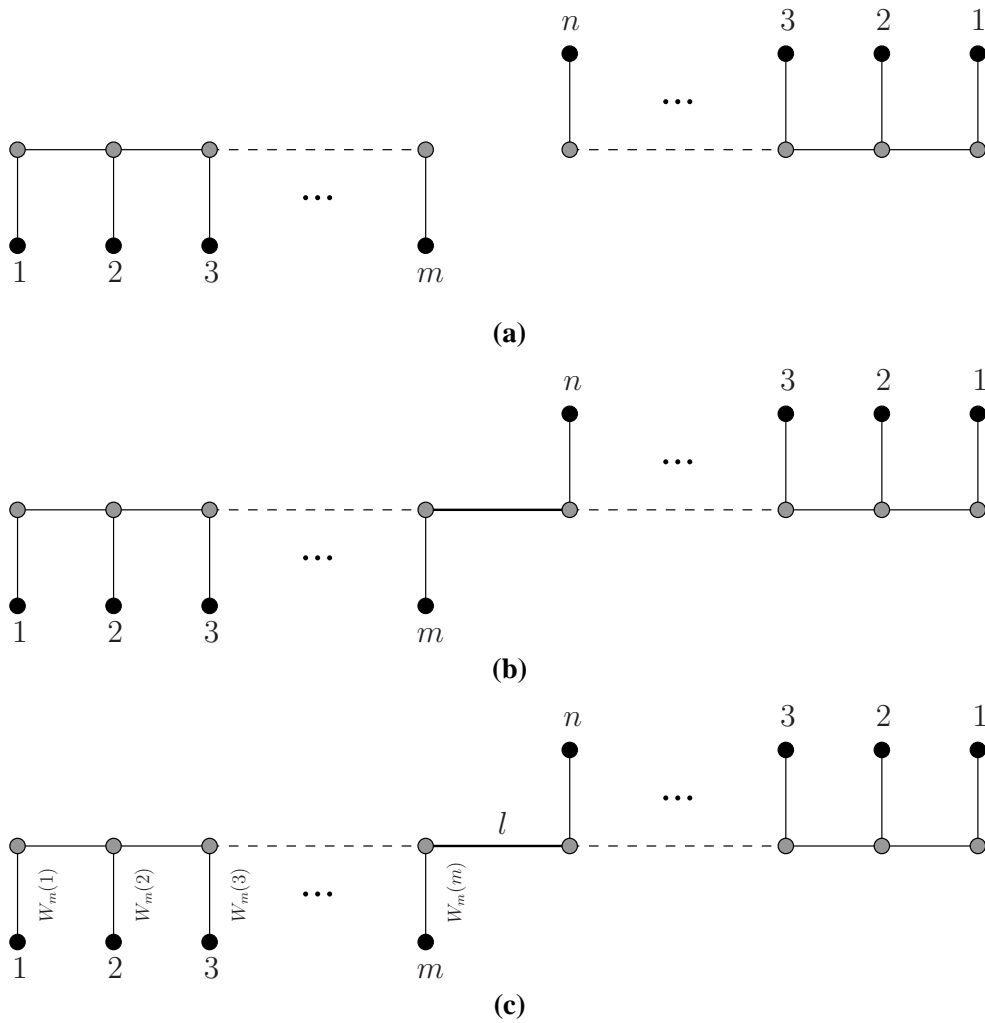 n ... 3 2 1
...
1 2 3 m
(a)
n 3 2 1
...
...
1 2 3 m
(b)
n 3 2 1
...
l
W_m(1) W_m(2) W_m(3) ... W_m(m)
1 2 3 m
(c)